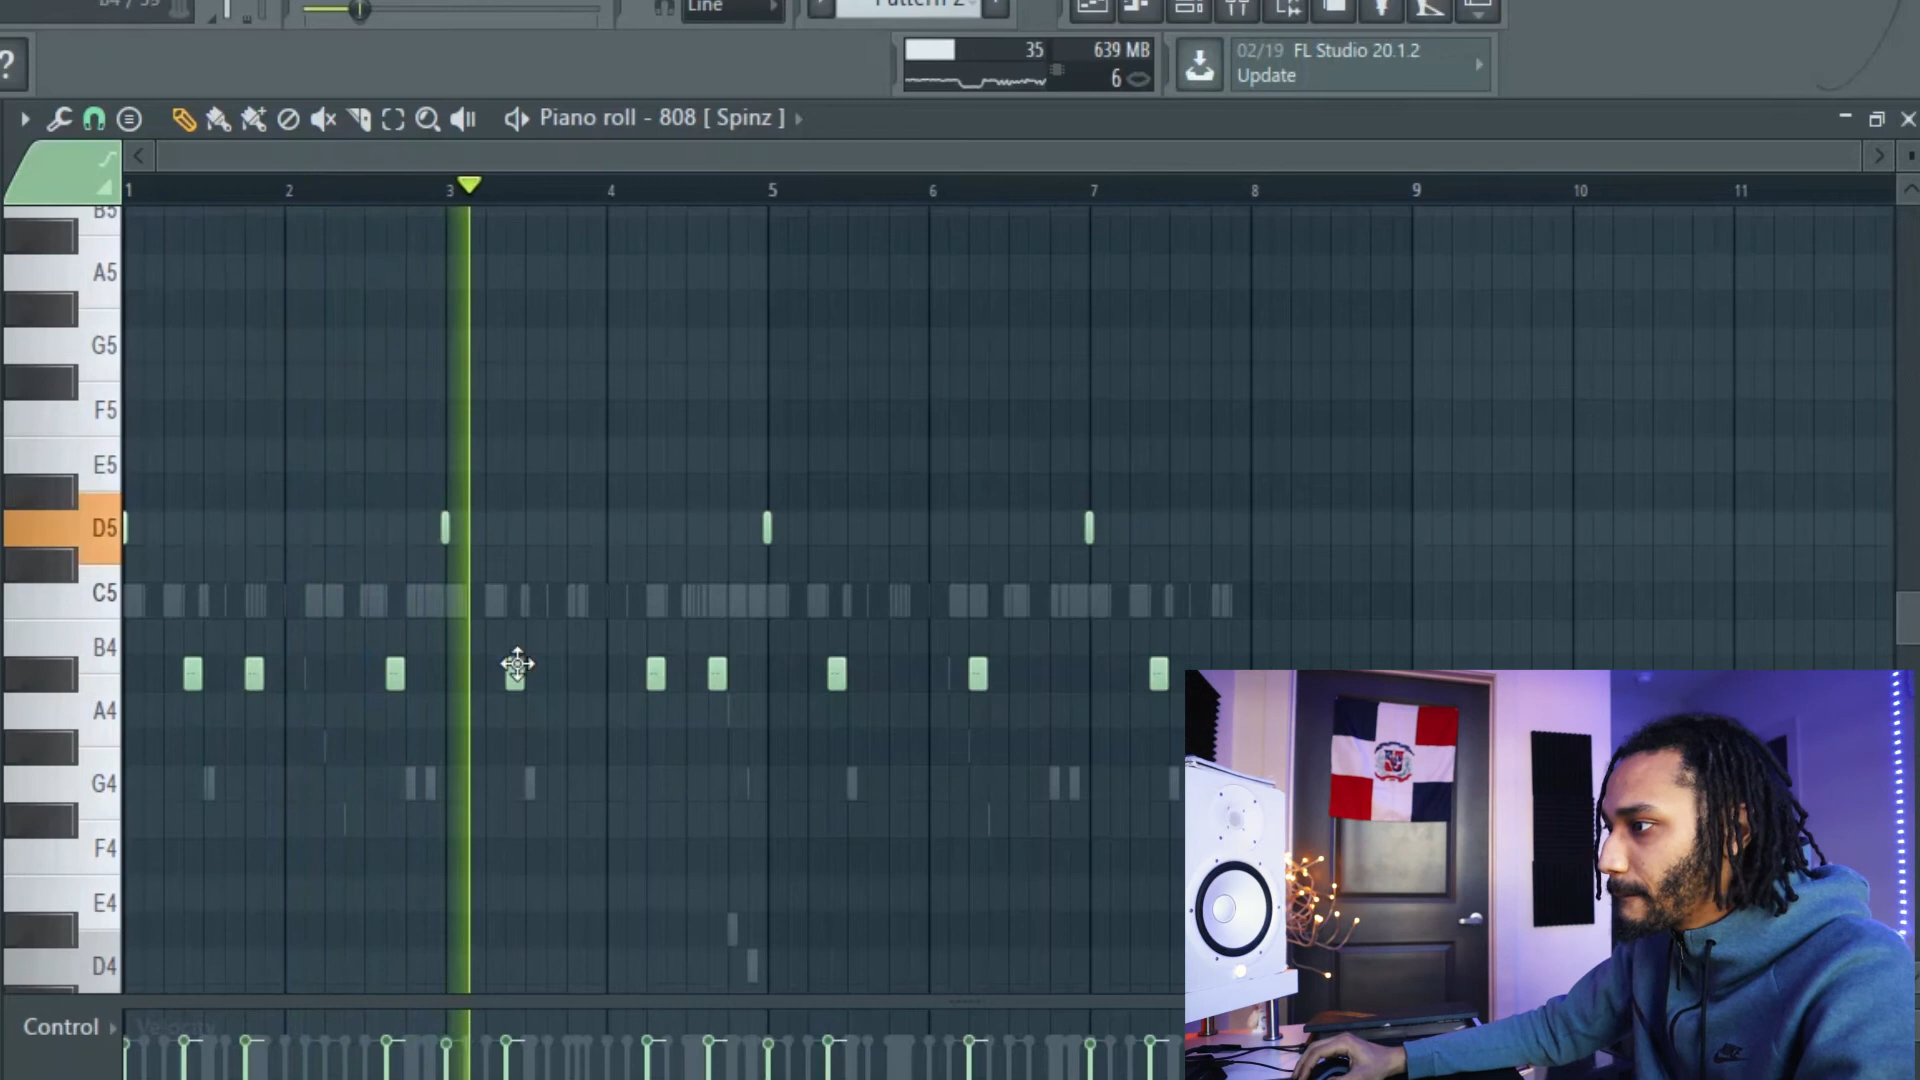 Line
35
639 MB
6
02/19 FL Studio 20.1.2
Update
?
Piano roll - 808 [ Spinz ]
1 2 3 4 5 6 7 8 9 10 11
B5
A5
G5
F5
E5
D5
C5
B4
A4
G4
F4
E4
D4
Control
Velocity